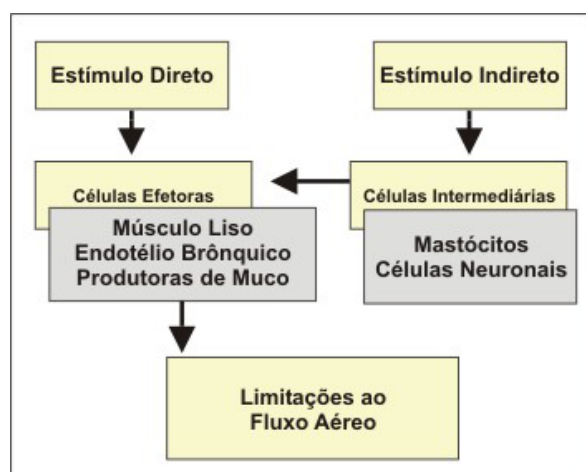 Estímulo Direto
Estímulo Indireto
Células Efetoras
Células Intermediárias
Músculo Liso
Endotélio Brônquico
Produtoras de Muco
Mastócitos
Células Neuronais
Limitações ao
Fluxo Aéreo